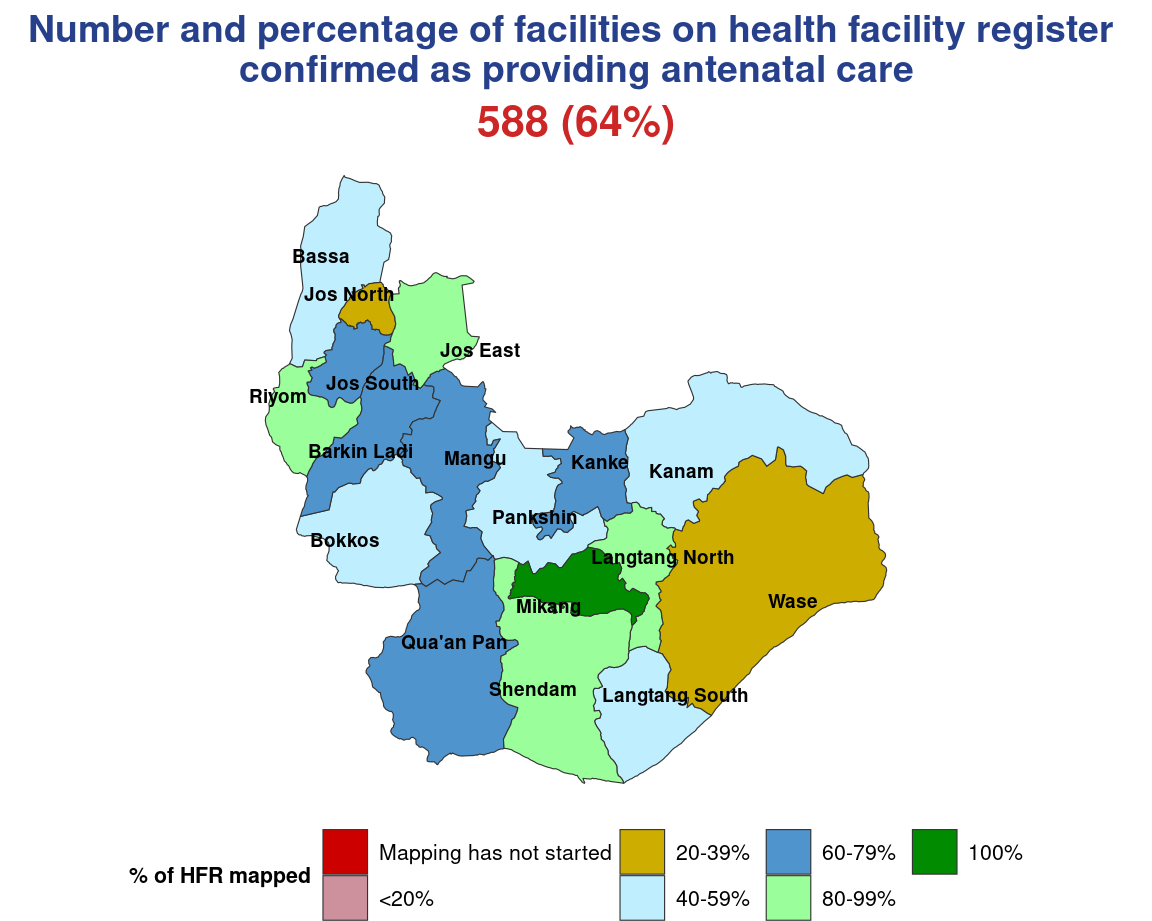 Number and percentage of facilities on health facility register
confirmed as providing antenatal care
588 (64%)
Bassa
Jos North
Jos East
Jos South
Riyom
Barkin Ladi
Mangu
Kanke
Kanam
Pankshin
Bokkos
Langtang North
Wase
Mikang
Qua'an Pan
Shendam
Langtang South
% of HFR mapped
Mapping has not started
<20%
20-39%
40-59%
60-79%
80-99%
100%